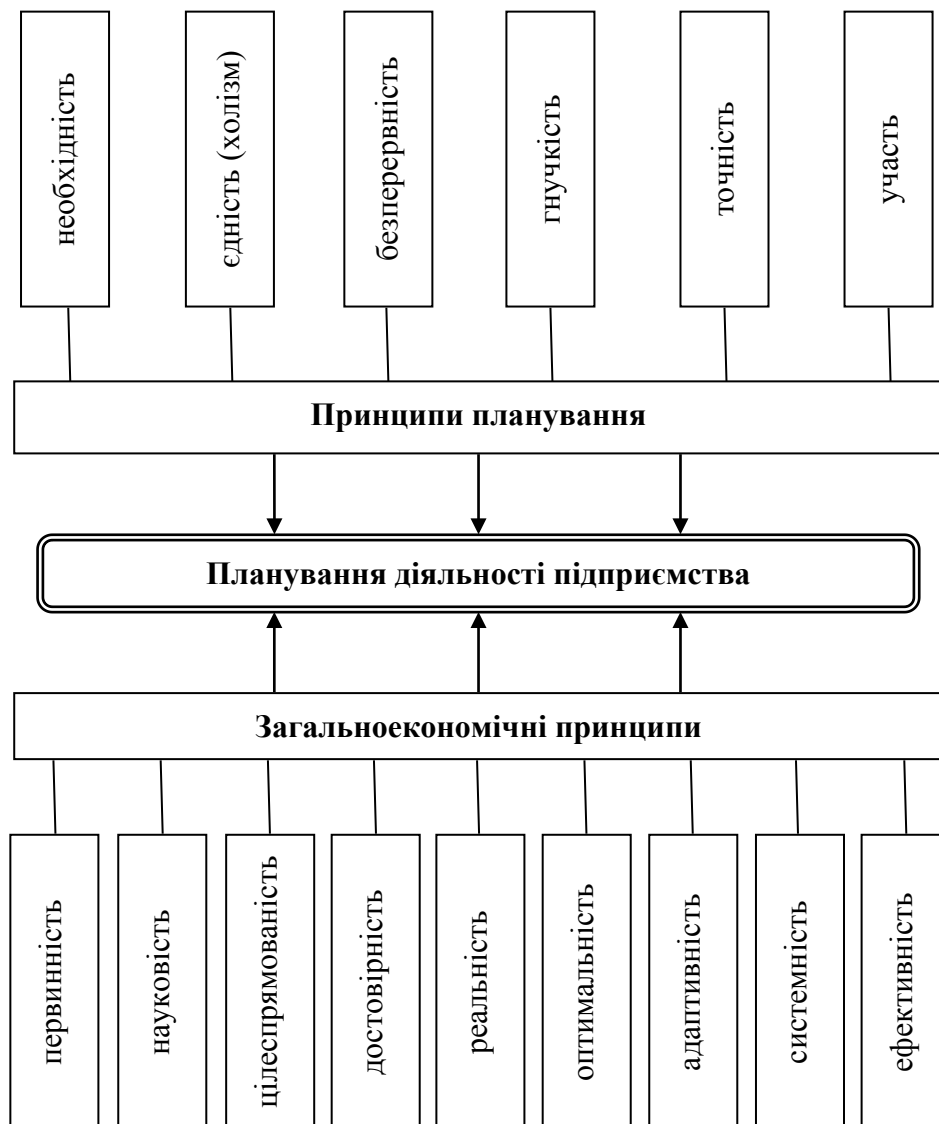 необхідність
єдність (холізм)
безперервність
гнучкість
точність
участь
Принципи планування
Планування діяльності підприємства
Загальноекономічні принципи
первинність
науковість
цілеспрямованість
достовірність
реальність
оптимальність
адаптивність
системність
ефективність